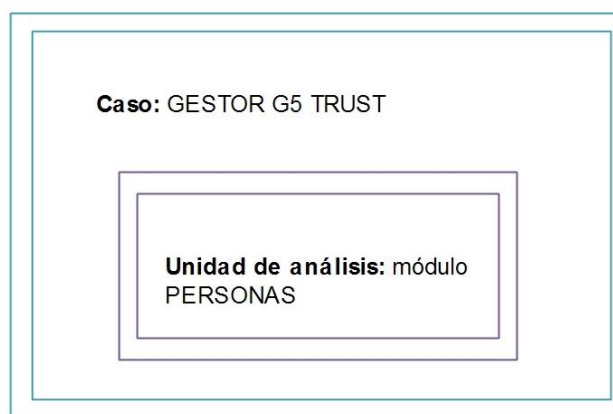 Caso: GESTOR G5 TRUST
Unidad de análisis: módulo
PERSONAS